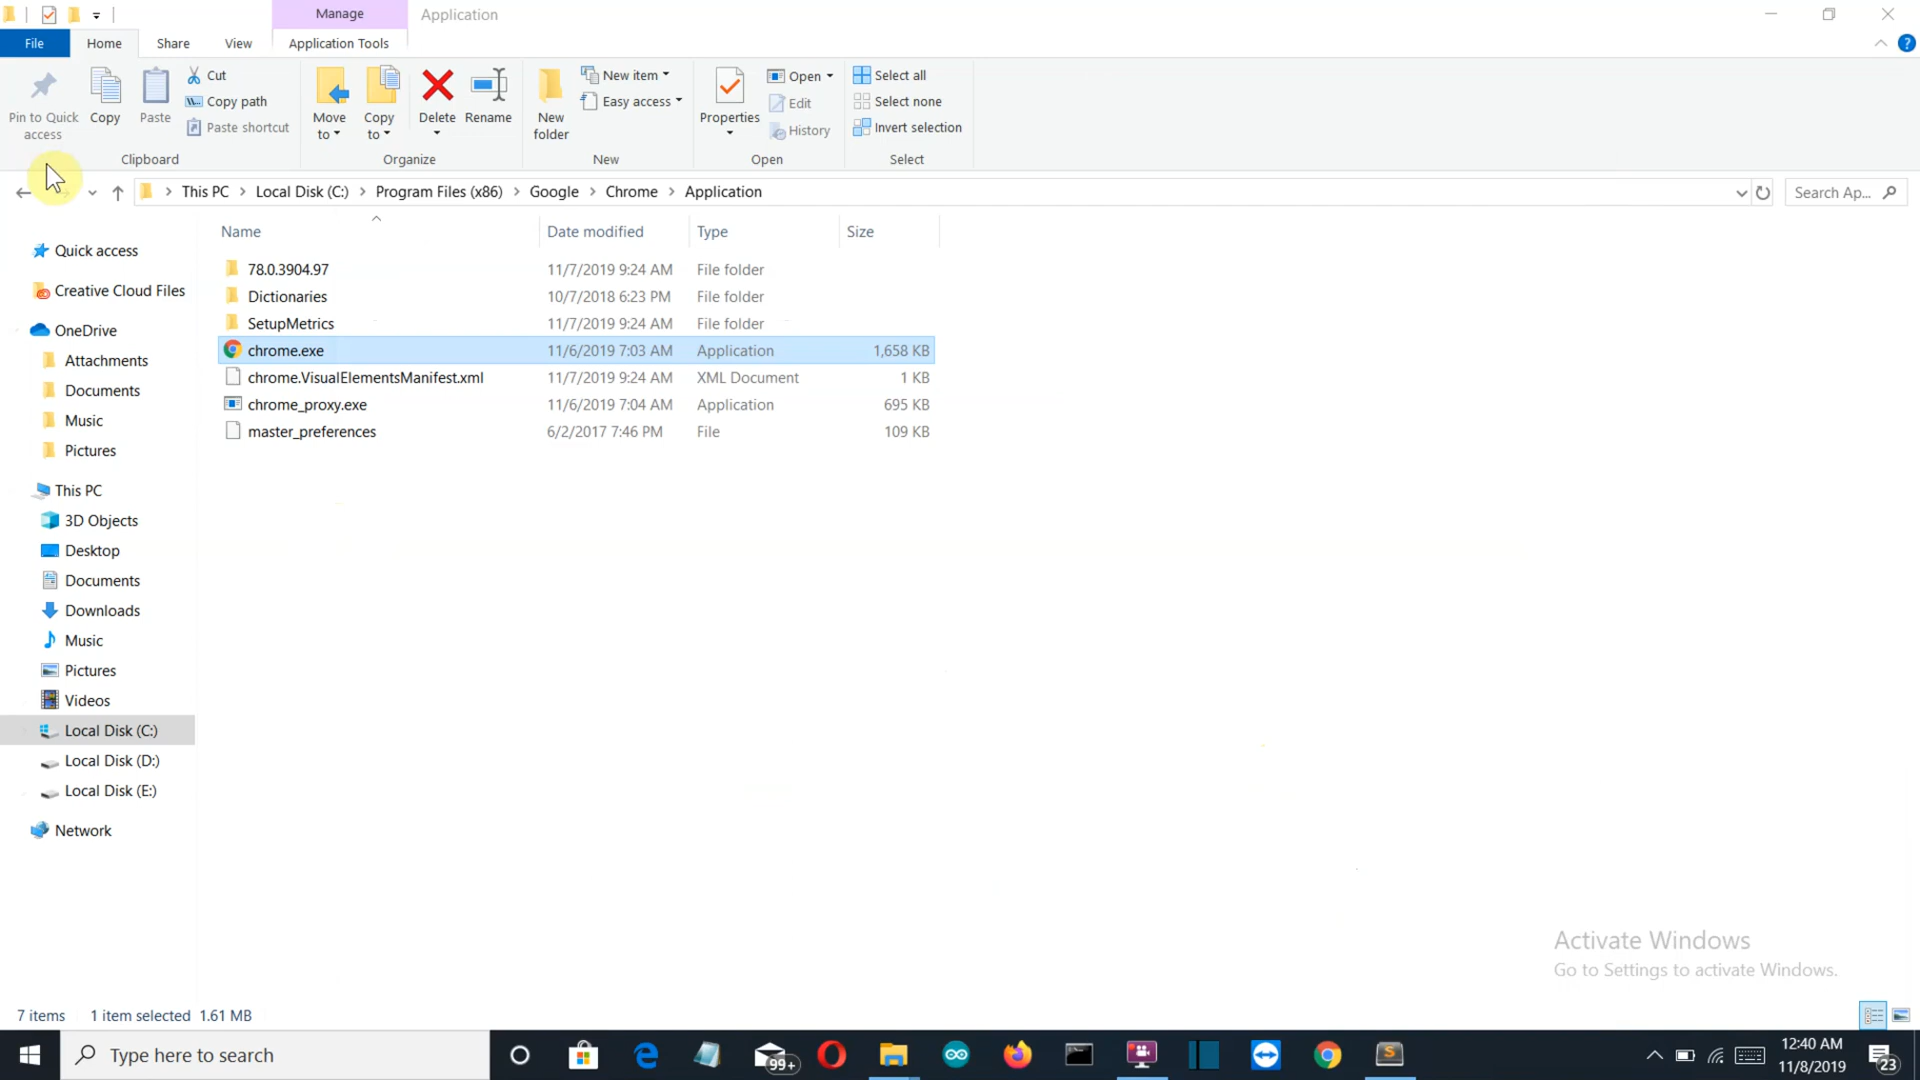 Manage
Application
File
Home
Share
View
Application Tools
Pin to Quick access
Copy
Paste
Cut
Copy path
Paste shortcut
Clipboard
Move to
Copy to
Delete
Rename
Organize
New folder
New item
Easy access
New
Properties
Open
Edit
History
Open
Select all
Select none
Invert selection
Select
This PC > Local Disk (C:) > Program Files (x86) > Google > Chrome > Application
Search Ap...
Name
Date modified
Type
Size
78.0.3904.97 11/7/2019 9:24 AM File folder
Dictionaries 10/7/2018 6:23 PM File folder
SetupMetrics 11/7/2019 9:24 AM File folder
chrome.exe 11/6/2019 7:03 AM Application 1,658 KB
chrome.VisualElementsManifest.xml 11/7/2019 9:24 AM XML Document 1 KB
chrome_proxy.exe 11/6/2019 7:04 AM Application 695 KB
master_preferences 6/2/2017 7:46 PM File 109 KB
Quick access
Creative Cloud Files
OneDrive
Attachments
Documents
Music
Pictures
This PC
3D Objects
Desktop
Documents
Downloads
Music
Pictures
Videos
Local Disk (C:)
Local Disk (D:)
Local Disk (E:)
Network
Activate Windows
Go to Settings to activate Windows.
7 items 1 item selected 1.61 MB
Type here to search
99+
12:40 AM
11/8/2019
23